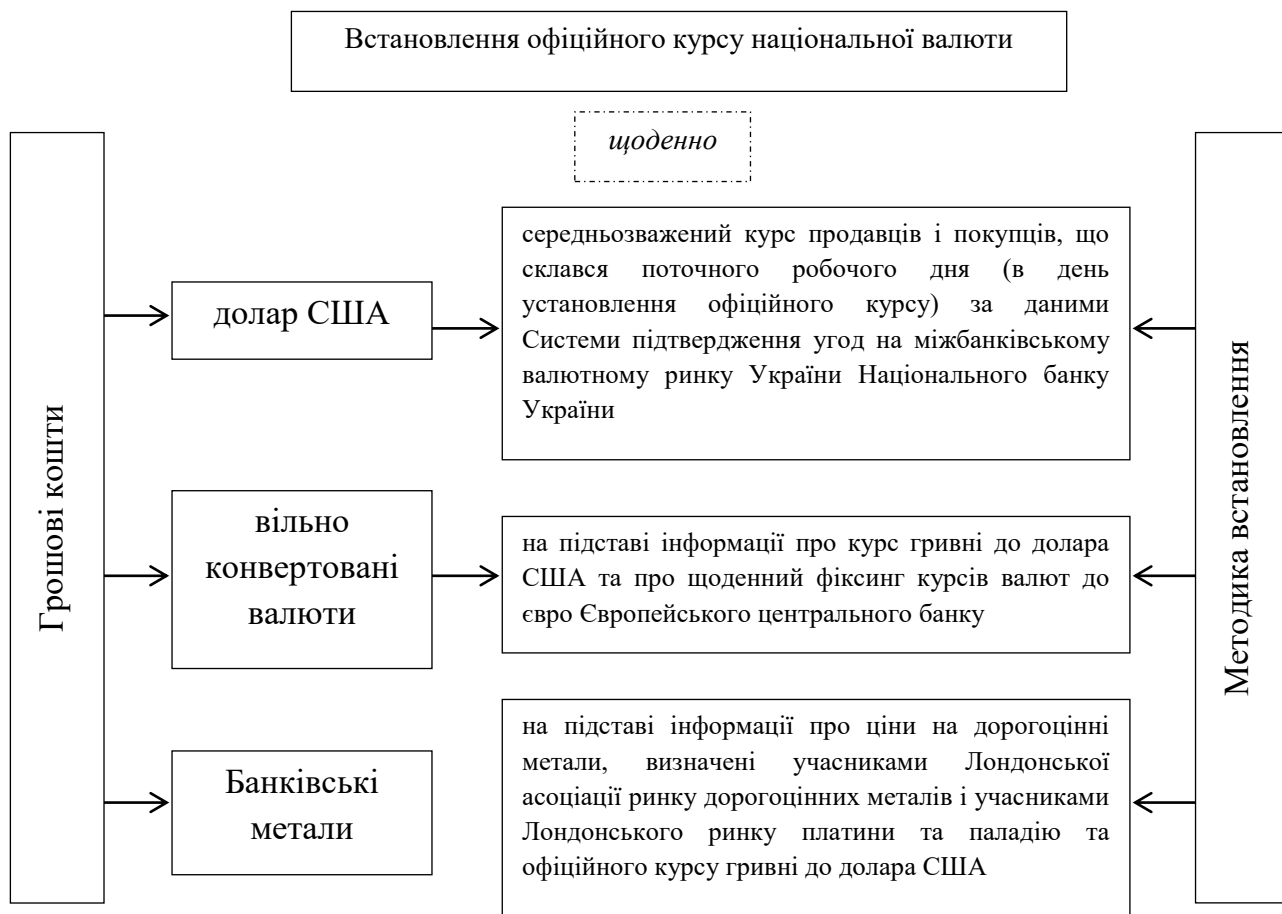 Встановлення офіційного курсу національної валюти
щоденно
Грошові кошти
долар США
середньозважений курс продавців і покупців, що
склався поточного робочого дня (в день
установлення офіційного курсу) за даними
Системи підтвердження угод на міжбанківському
валютному ринку України Національного банку
України
вільно
конвертовані
валюти
на підставі інформації про курс гривні до долара
США та про щоденний фіксинг курсів валют до
євро Європейського центрального банку
Банківські
метали
на підставі інформації про ціни на дорогоцінні
метали, визначені учасниками Лондонської
асоціації ринку дорогоцінних металів і учасниками
Лондонського ринку платини та паладію та
офіційного курсу гривні до долара США
Методика встановлення